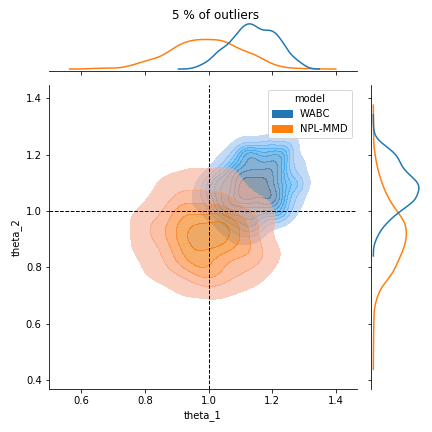 5 % of outliers
model
WABC
NPL-MMD
1.4
1.2
1.0
0.8
0.6
0.4
theta_2
0.6 0.8 1.0 1.2 1.4
theta_1